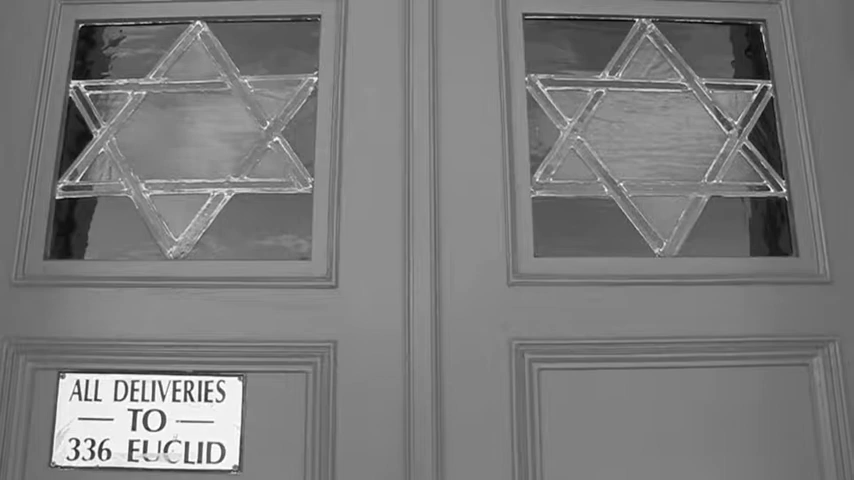 ALL DELIVERIES
— TO —
336 EUCLID